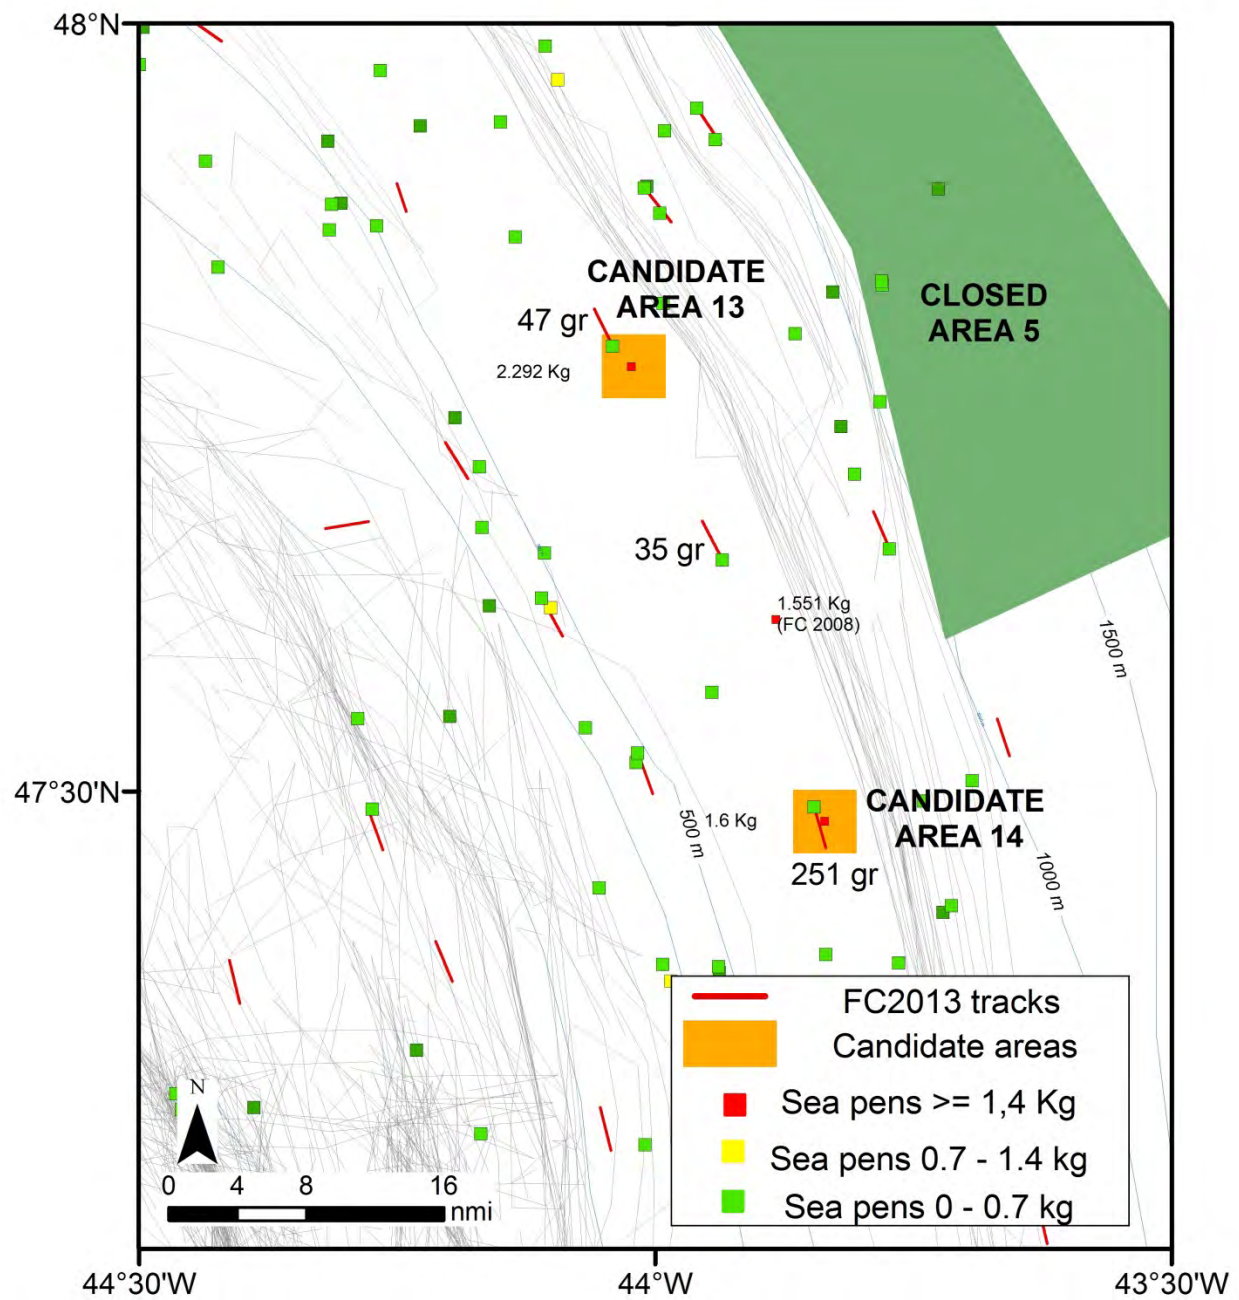 48°N
CANDIDATE
AREA 13
47 gr
2.292 Kg
CLOSED
AREA 5
35 gr
1.551 Kg
(FC 2008)
1500 m
47°30'N
500 m
1.6 Kg
CANDIDATE
AREA 14
251 gr
1000 m
FC2013 tracks
Candidate areas
Sea pens >= 1,4 Kg
Sea pens 0.7 - 1.4 kg
Sea pens 0 - 0.7 kg
N
0 4 8 16
nmi
44°30'W 44°W 43°30'W